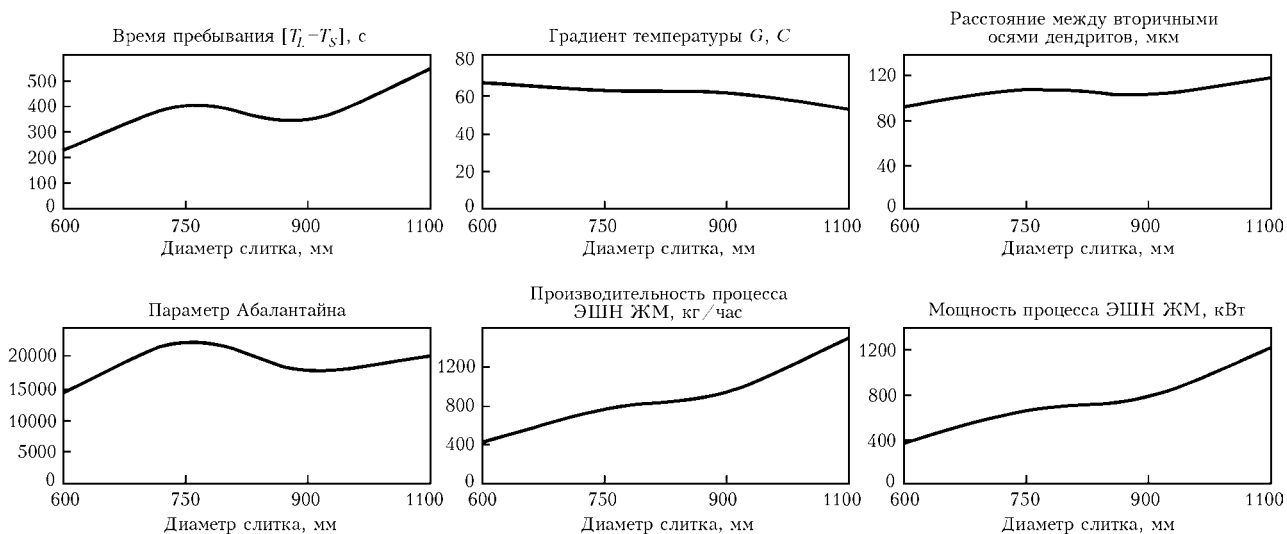 Время пребывания [T_L–T_S], с
500
400
300
200
100
0
600 750 900 1100
Диаметр слитка, мм
Градиент температуры G, C
80
60
40
20
0
600 750 900 1100
Диаметр слитка, мм
Расстояние между вторичными
осями дендритов, мкм
120
80
40
0
600 750 900 1100
Диаметр слитка, мм
Параметр Абалантайна
20000
15000
10000
5000
0
600 750 900 1100
Диаметр слитка, мм
Производительность процесса
ЭШН ЖМ, кг/час
1200
800
400
0
600 750 900 1100
Диаметр слитка, мм
Мощность процесса ЭШН ЖМ, кВт
1200
800
400
0
600 750 900 1100
Диаметр слитка, мм